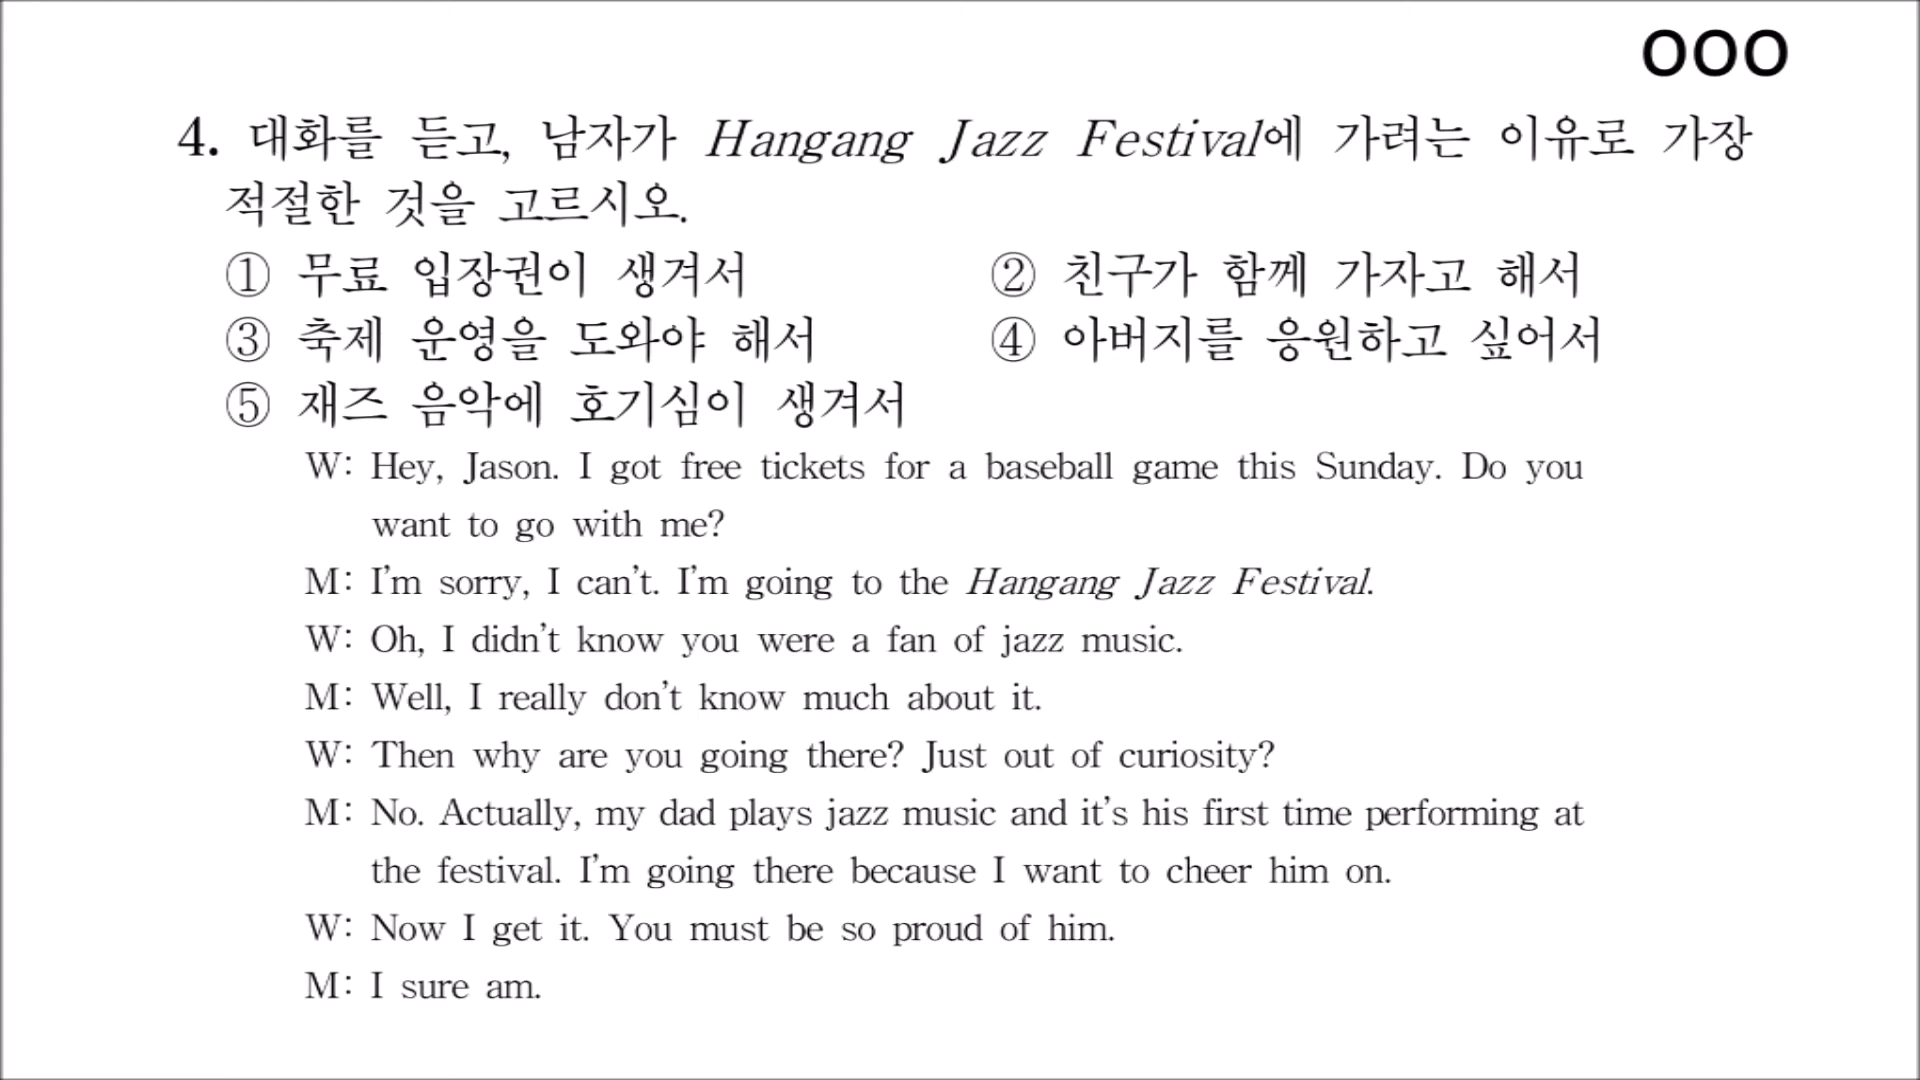 OOO
4. 대화를 듣고, 남자가 Hangang Jazz Festival에 가려는 이유로 가장
적절한 것을 고르시오.
① 무료 입장권이 생겨서 ② 친구가 함께 가자고 해서
③ 축제 운영을 도와야 해서 ④ 아버지를 응원하고 싶어서
⑤ 재즈 음악에 호기심이 생겨서
W: Hey, Jason. I got free tickets for a baseball game this Sunday. Do you
want to go with me?
M: I'm sorry, I can't. I'm going to the Hangang Jazz Festival.
W: Oh, I didn't know you were a fan of jazz music.
M: Well, I really don't know much about it.
W: Then why are you going there? Just out of curiosity?
M: No. Actually, my dad plays jazz music and it's his first time performing at
the festival. I'm going there because I want to cheer him on.
W: Now I get it. You must be so proud of him.
M: I sure am.